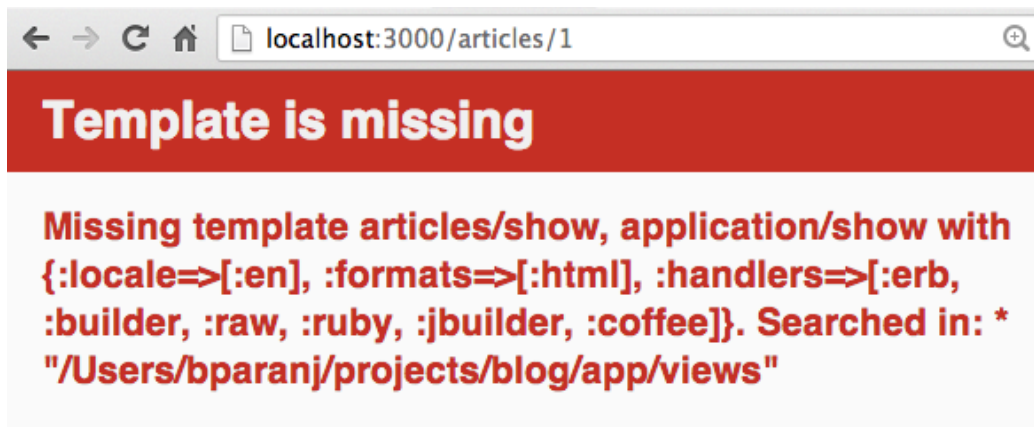 localhost:3000/articles/1
Template is missing
Missing template articles/show, application/show with
{:locale=>[:en], :formats=>[:html], :handlers=>[:erb,
:builder, :raw, :ruby, :jbuilder, :coffee]}. Searched in: *
"/Users/bparanj/projects/blog/app/views"